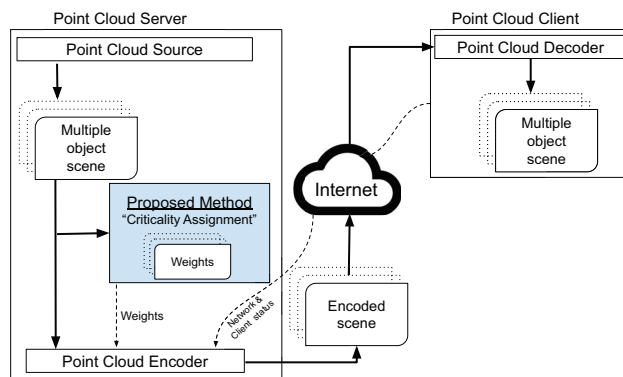 Point Cloud Server
Point Cloud Source
Multiple
object
scene
Proposed Method
“Criticality Assignment”
Weights
Weights
Point Cloud Encoder
Network &
Client status
Encoded
scene
Internet
Point Cloud Client
Point Cloud Decoder
Multiple
object
scene